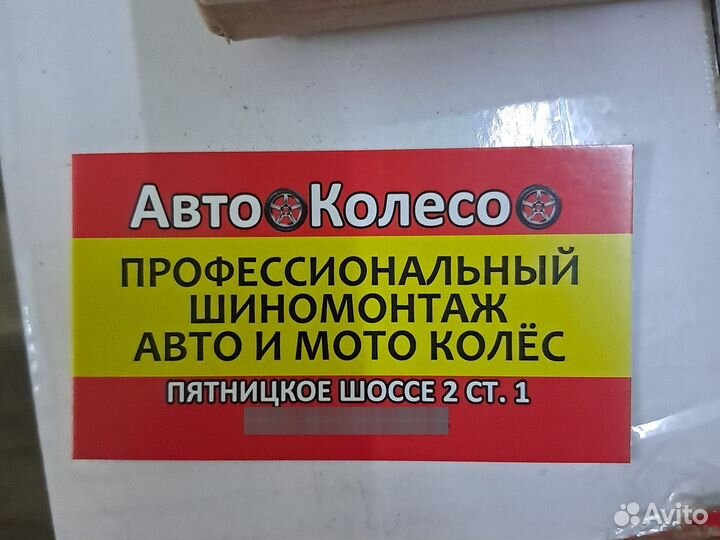 АвтоКолесо
ПРОФЕССИОНАЛЬНЫЙ
ШИНОМОНТАЖ
АВТО И МОТО КОЛЁС
ПЯТНИЦКОЕ ШОССЕ 2 СТ. 1
Avito